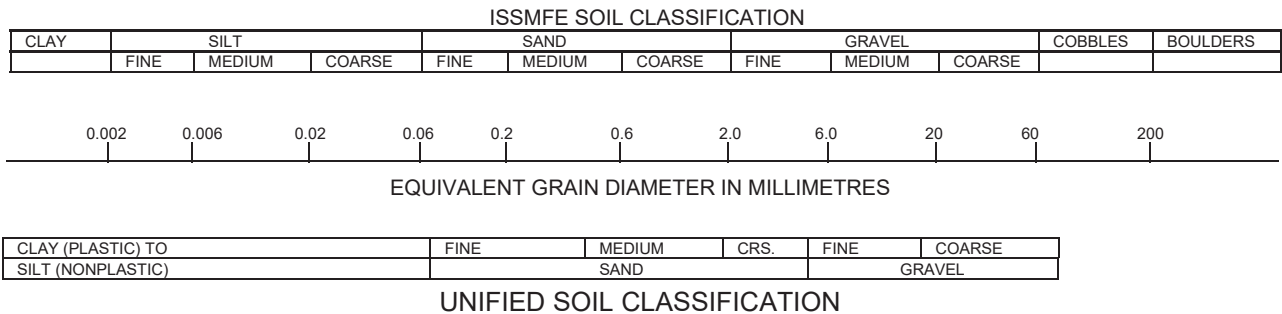 ISSMFE SOIL CLASSIFICATION
CLAY SILT SAND GRAVEL COBBLES BOULDERS
FINE MEDIUM COARSE FINE MEDIUM COARSE FINE MEDIUM COARSE
0.002 0.006 0.02 0.06 0.2 0.6 2.0 6.0 20 60 200
EQUIVALENT GRAIN DIAMETER IN MILLIMETRES
CLAY (PLASTIC) TO FINE MEDIUM CRS. FINE COARSE
SILT (NONPLASTIC) SAND GRAVEL
UNIFIED SOIL CLASSIFICATION